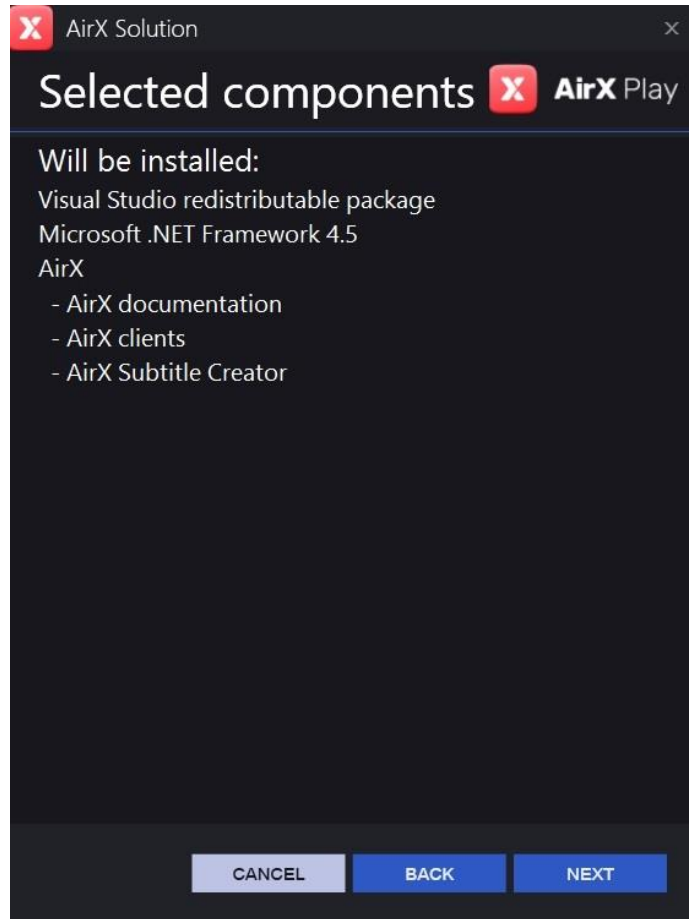 X AirX Solution ×
Selected components X AirX Play
Will be installed:
Visual Studio redistributable package
Microsoft .NET Framework 4.5
AirX
- AirX documentation
- AirX clients
- AirX Subtitle Creator
CANCEL BACK NEXT